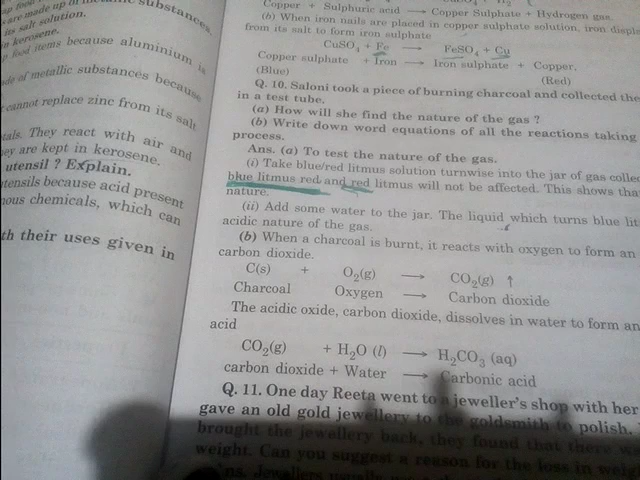 substances
are made up of metallic substances
its salt solution.
in kerosene.
food items because aluminium is
of metallic substances because
cannot replace zinc from its salt
They react with air and
are kept in kerosene.
utensil ? Explain.
utensils because acid present
chemicals, which can
with their uses given in
Copper + Sulphuric acid → Copper Sulphate + Hydrogen gas.
(b) When iron nails are placed in copper sulphate solution, iron
from its salt to form iron sulphate
CuSO₄ + Fe → FeSO₄ + Cu
Copper sulphate + Iron → Iron sulphate + Copper.
(Blue) (Red)
Q. 10. Saloni took a piece of burning charcoal and collected the
in a test tube.
(a) How will she find the nature of the gas ?
(b) Write down word equations of all the reactions taking
process.
Ans. (a) To test the nature of the gas.
(i) Take blue/red litmus solution turnwise into the jar of gas
blue litmus red and red litmus will not be affected. This shows
nature.
(ii) Add some water to the jar. The liquid which turns blue
acidic nature of the gas.
(b) When a charcoal is burnt, it reacts with oxygen to form an
carbon dioxide.
C(s) + O₂(g) → CO₂(g) ↑
Charcoal Oxygen → Carbon dioxide
The acidic oxide, carbon dioxide, dissolves in water to form an
acid
CO₂(g) + H₂O (l) → H₂CO₃ (aq)
carbon dioxide + Water → Carbonic acid
Q. 11. One day Reeta went to a jeweller's shop with her
gave an old gold jewellery to the goldsmith to polish.
brought the jewellery back, they found that there
weight. Can you suggest a reason for the loss in
Ans. Jewellers usually